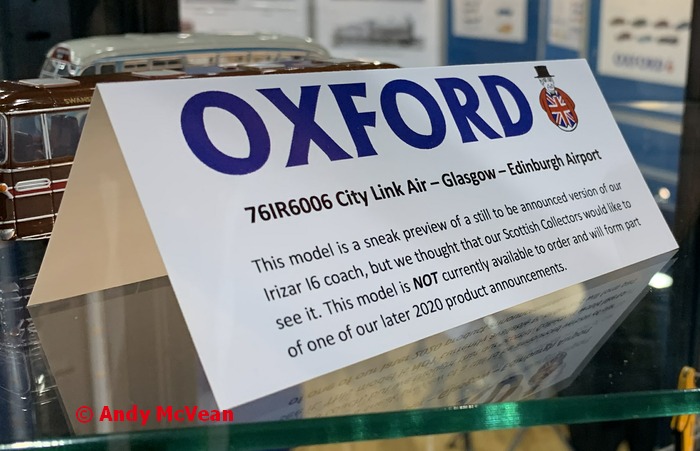 OXFORD
SWAN
OXFORD
76IR6006 City Link Air – Glasgow – Edinburgh Airport
This model is a sneak preview of a still to be announced version of our
Irizar I6 coach, but we thought that our Scottish Collectors would like to
see it. This model is NOT currently available to order and will form part
of one of our later 2020 product announcements.
© Andy McVean